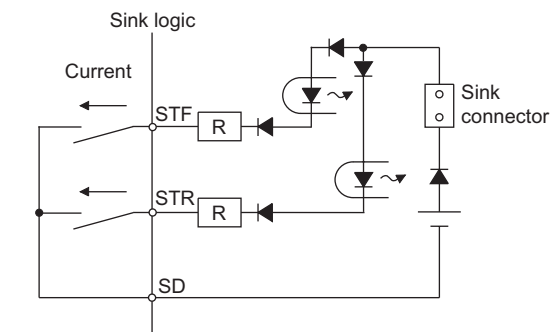 Sink logic
Current
STF
R
Sink
connector
STR
R
SD